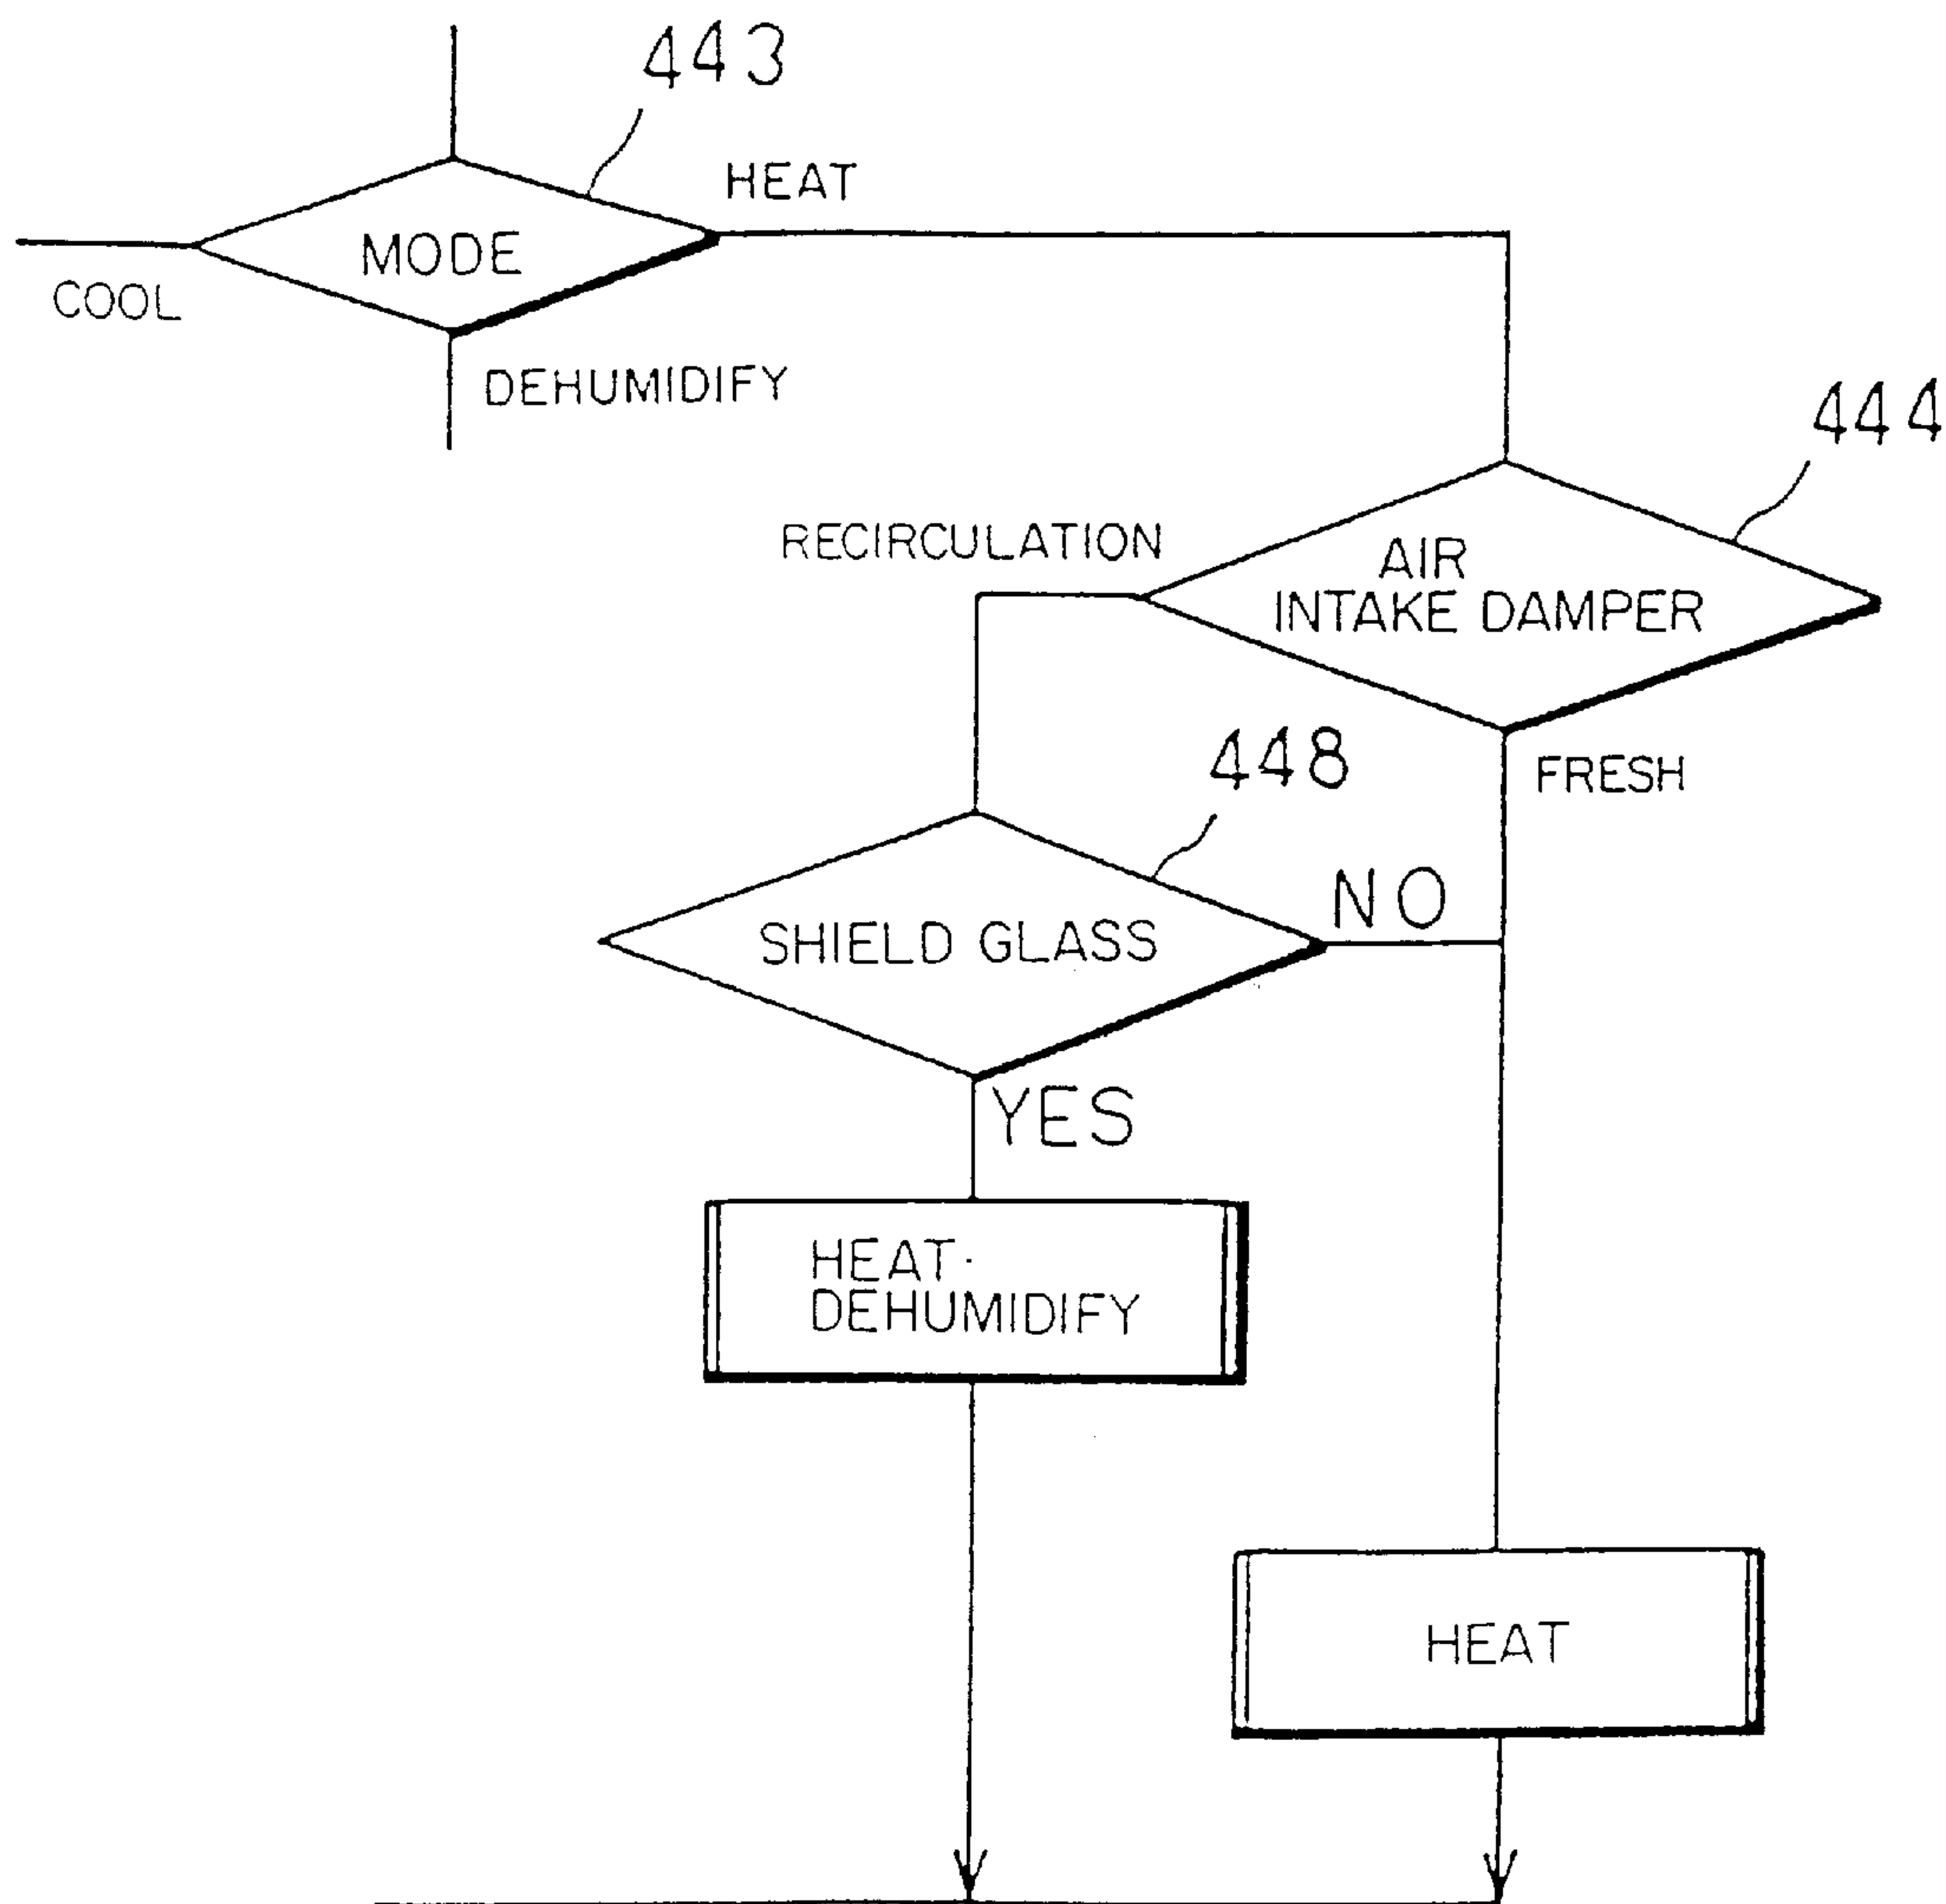 443
HEAT
MODE
COOL
DEHUMIDIFY
444
RECIRCULATION
AIR
INTAKE DAMPER
448
FRESH
NO
SHIELD GLASS
YES
HEAT·
DEHUMIDIFY
HEAT